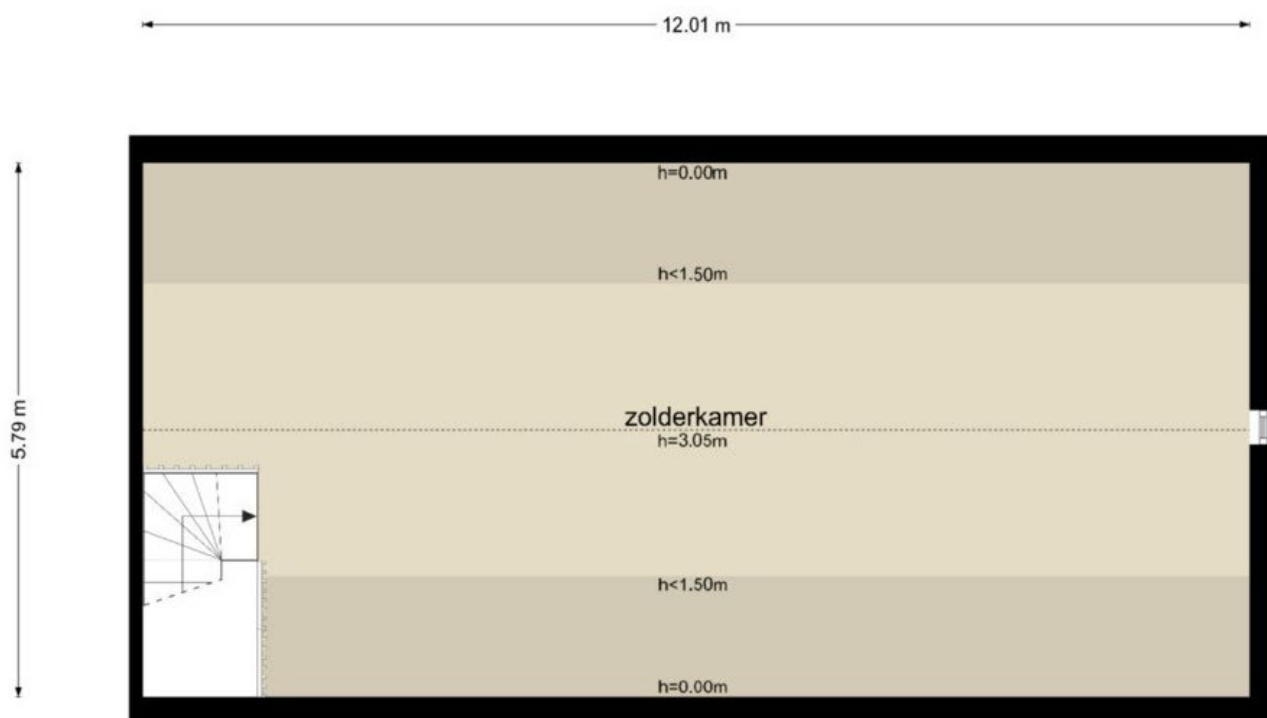 12.01 m
h=0.00m
h<1.50m
5.79 m
zolderkamer
h=3.05m
h<1.50m
h=0.00m